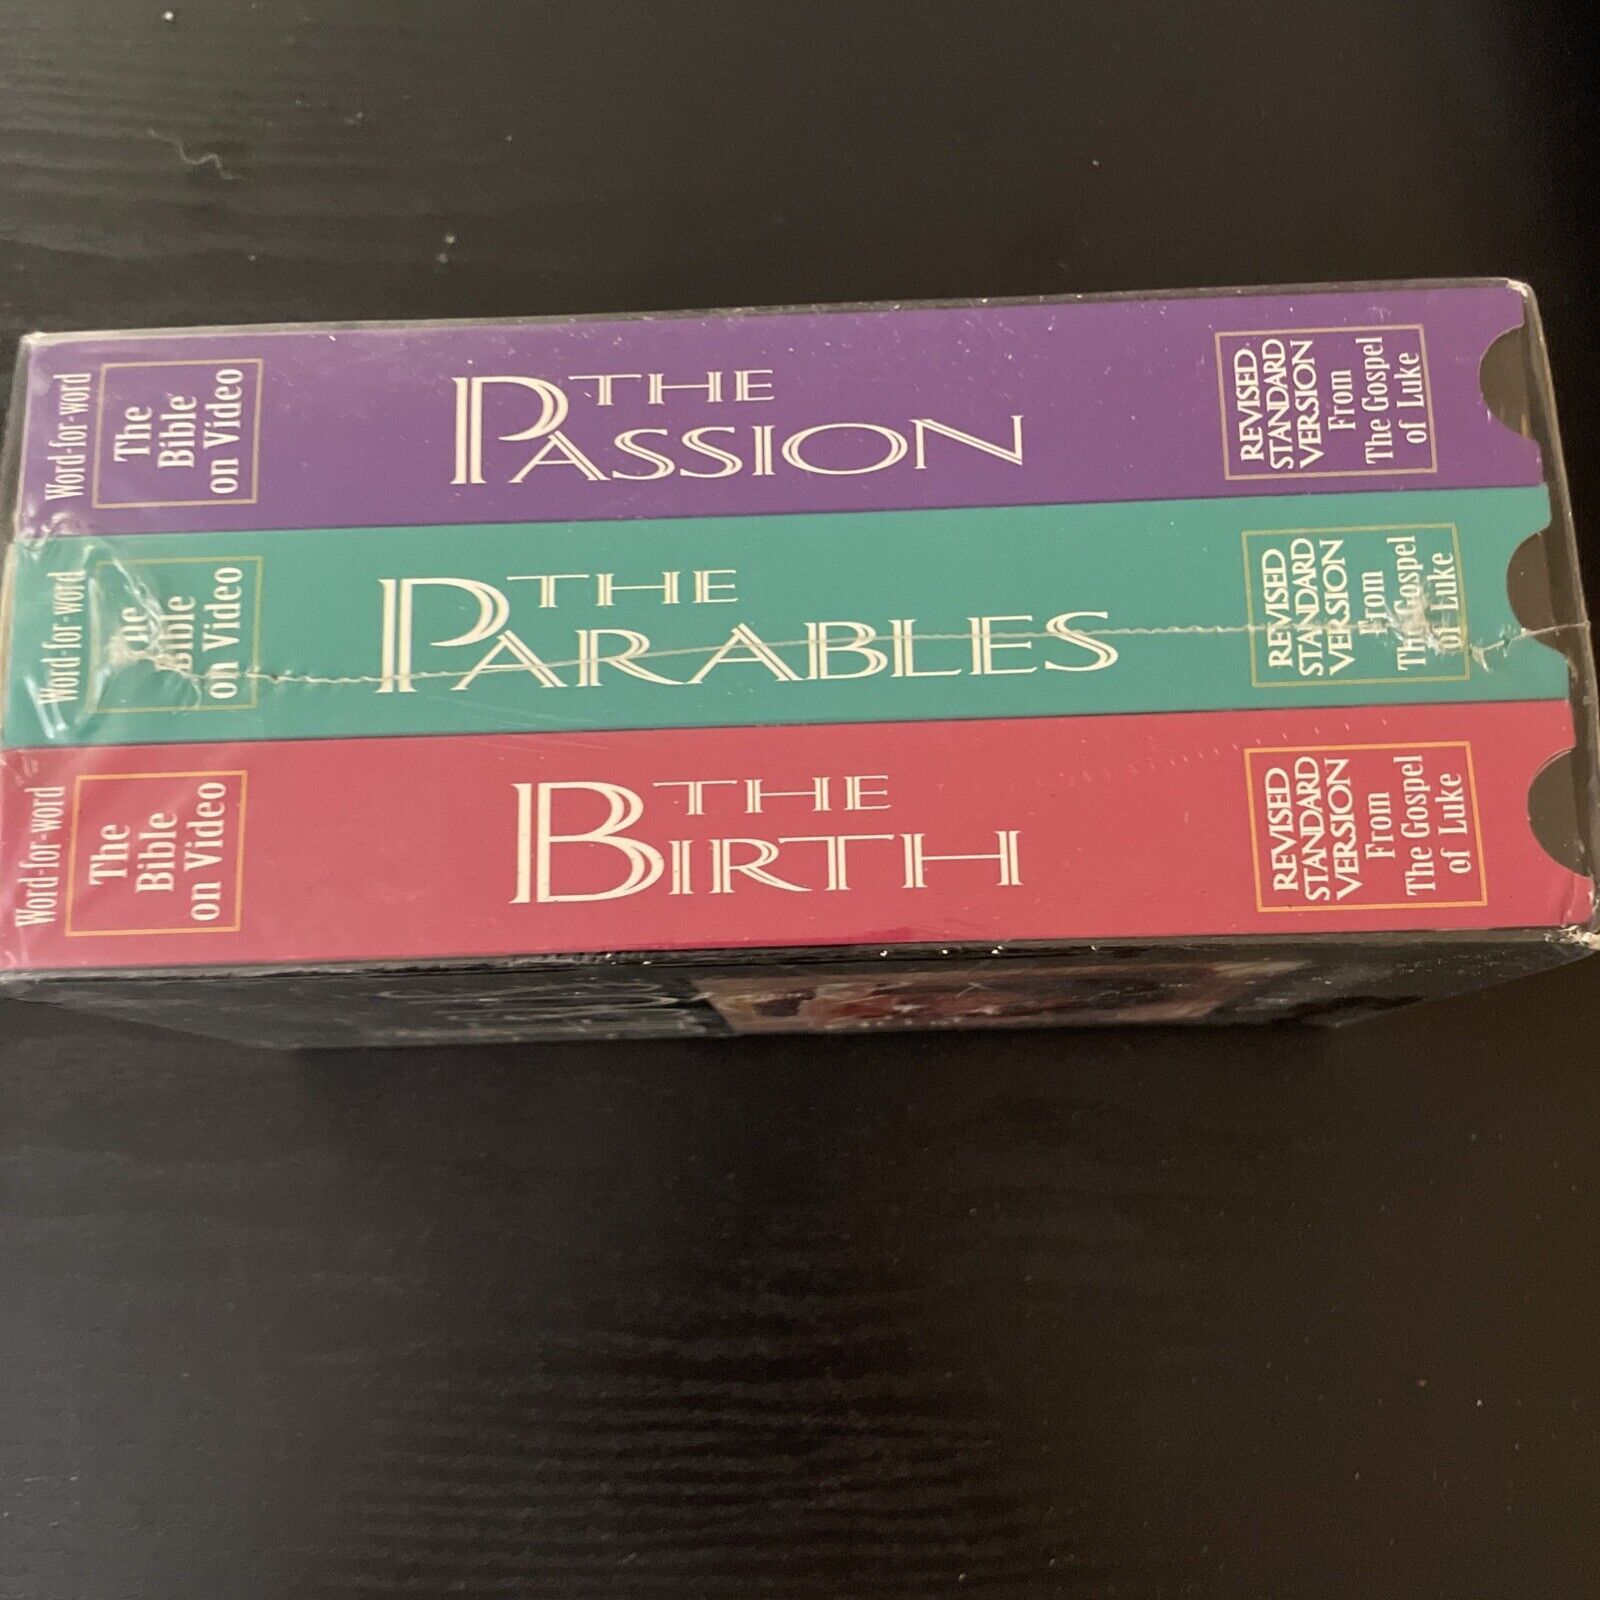 Word-for-word
The
Bible
on Video
THE
PASSION
REVISED
STANDARD
VERSION
From
The Gospel
of Luke
Word-for-word
The
Bible
on Video
THE
PARABLES
REVISED
STANDARD
VERSION
From
The Gospel
of Luke
Word-for-word
The
Bible
on Video
THE
BIRTH
REVISED
STANDARD
VERSION
From
The Gospel
of Luke